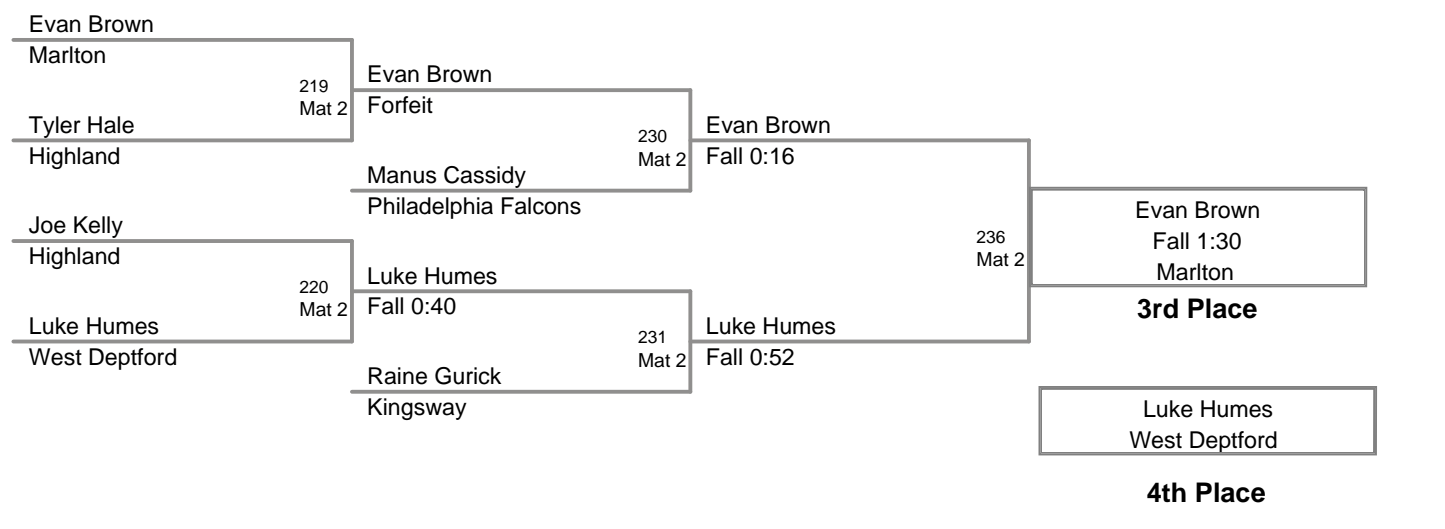 Evan Brown
Marlton
219
Mat 2
Tyler Hale
Highland
Evan Brown
Forfeit
230
Mat 2
Manus Cassidy
Philadelphia Falcons
Joe Kelly
Highland
220
Mat 2
Luke Humes
West Deptford
Luke Humes
Fall 0:40
231
Mat 2
Raine Gurick
Kingsway
Evan Brown
Fall 0:16
236
Mat 2
Luke Humes
Fall 0:52
Evan Brown
Fall 1:30
Marlton
3rd Place
Luke Humes
West Deptford
4th Place